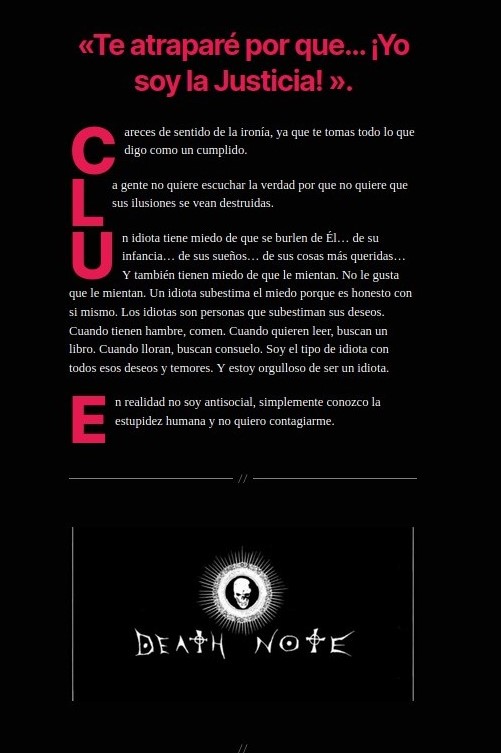 «Te atraparé por que... ¡Yo
soy la Justicia! ».
Careces de sentido de la ironía, ya que te tomas todo lo que
digo como un cumplido.
La gente no quiere escuchar la verdad por que no quiere que
sus ilusiones se vean destruidas.
Un idiota tiene miedo de que se burlen de Él… de su
infancia… de sus sueños… de sus cosas más queridas…
Y también tienen miedo de que le mientan. No le gusta
que le mientan. Un idiota subestima el miedo porque es honesto con
si mismo. Los idiotas son personas que subestiman sus deseos.
Cuando tienen hambre, comen. Cuando quieren leer, buscan un
libro. Cuando lloran, buscan consuelo. Soy el tipo de idiota con
todos esos deseos y temores. Y estoy orgulloso de ser un idiota.
En realidad no soy antisocial, simplemente conozco la
estupidez humana y no quiero contagiarme.
//
DEATH NOTE
//